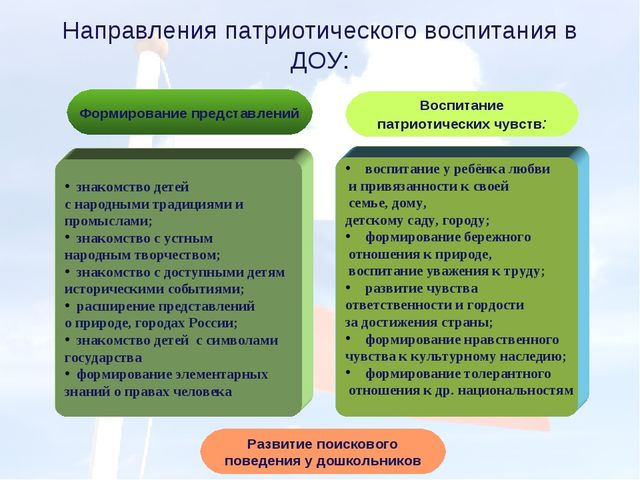 Направления патриотического воспитания в
ДОУ:
Формирование представлений
• знакомство детей
с народными традициями и
промыслами;
• знакомство с устным
народным творчеством;
• знакомство с доступными детям
историческими событиями;
• расширение представлений
о природе, городах России;
• знакомство детей с символами
государства
• формирование элементарных
знаний о правах человека
Воспитание
патриотических чувств:
• воспитание у ребёнка любви
и привязанности к своей
семье, дому,
детскому саду, городу;
• формирование бережного
отношения к природе,
воспитание уважения к труду;
• развитие чувства
ответственности и гордости
за достижения страны;
• формирование нравственного
чувства к культурному наследию;
• формирование толерантного
отношения к др. национальностям
Развитие поискового
поведения у дошкольников